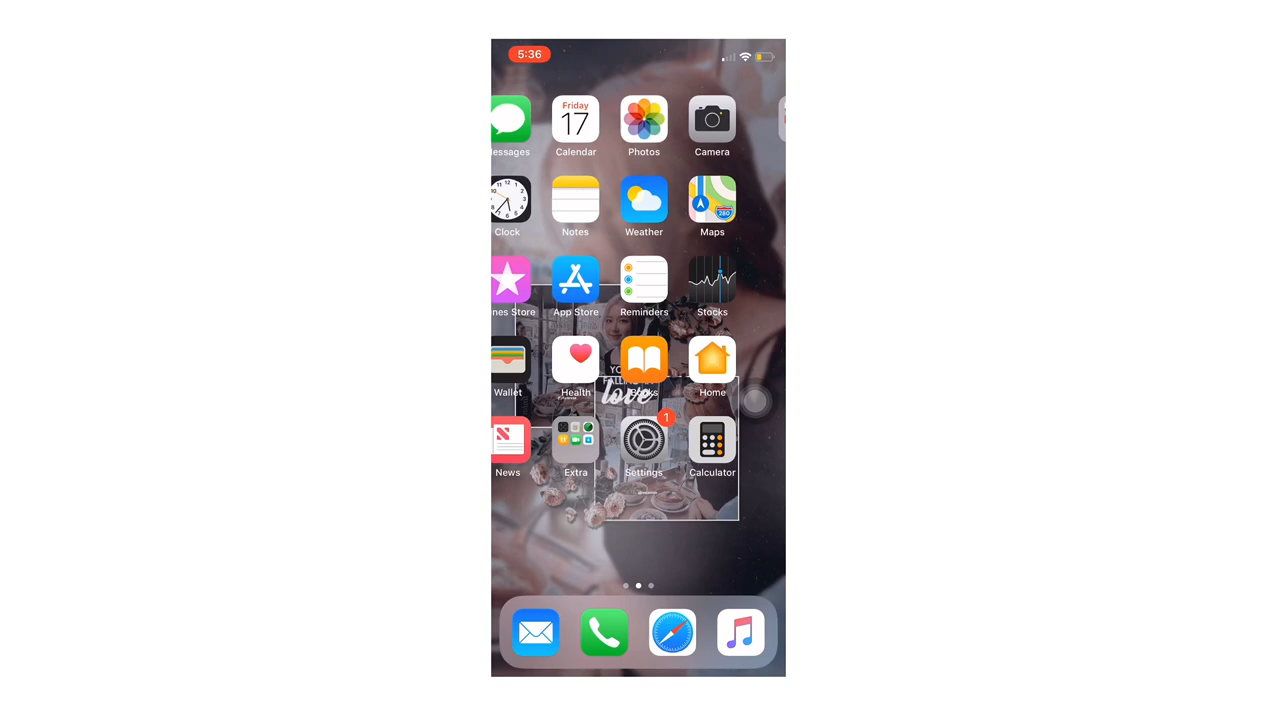 5:36
Friday
17
essages
Calendar
Photos
Camera
Clock
Notes
Weather
Maps
280
nes Store
App Store
Reminders
Stocks
Wallet
Health
Books
Home
love
1
News
Extra
Settings
Calculator